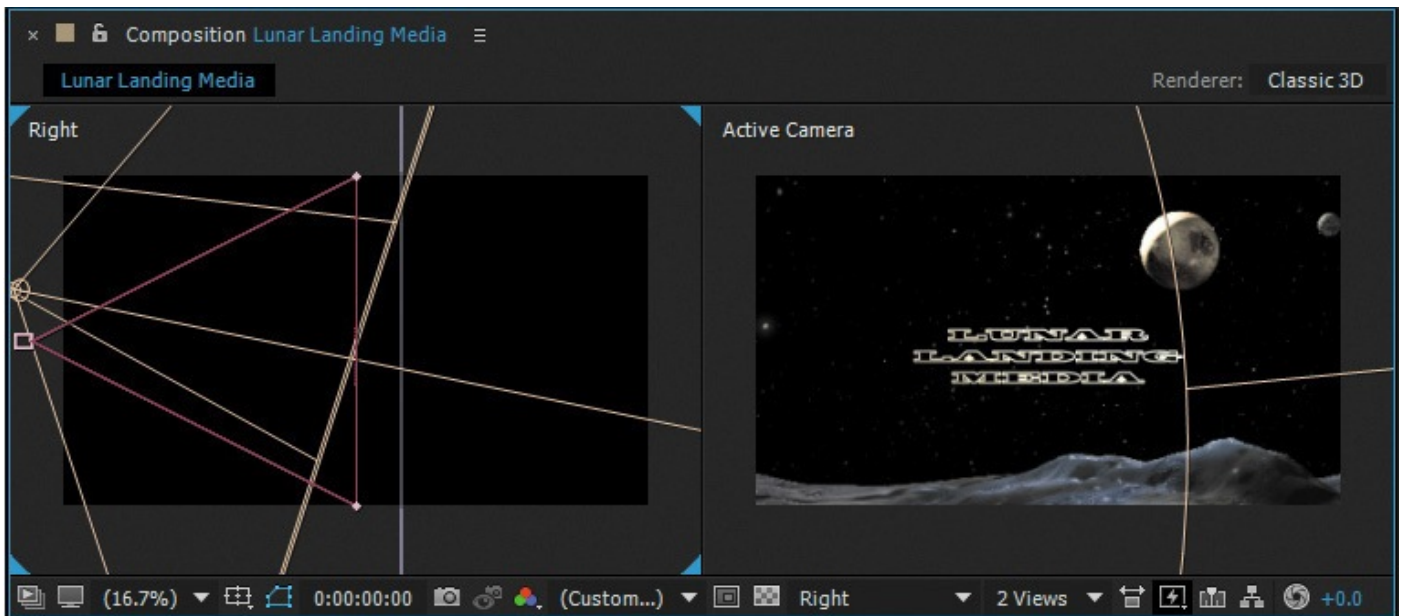 × Composition Lunar Landing Media ≡
Lunar Landing Media
Renderer: Classic 3D
Right
Active Camera
LUNAR
LANDING
MEDIA
(16.7%) 0:00:00:00 (Custom...) Right 2 Views +0.0